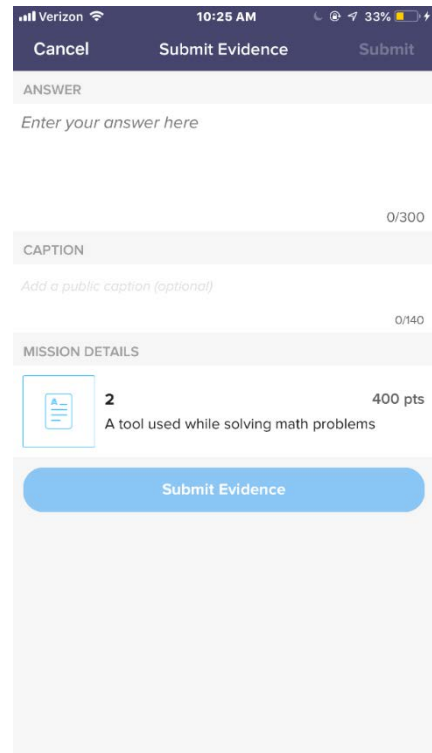 Verizon 10:25 AM 33%
Cancel Submit Evidence Submit
ANSWER
Enter your answer here
0/300
CAPTION
Add a public caption (optional)
0/140
MISSION DETAILS
2 400 pts
A tool used while solving math problems
Submit Evidence